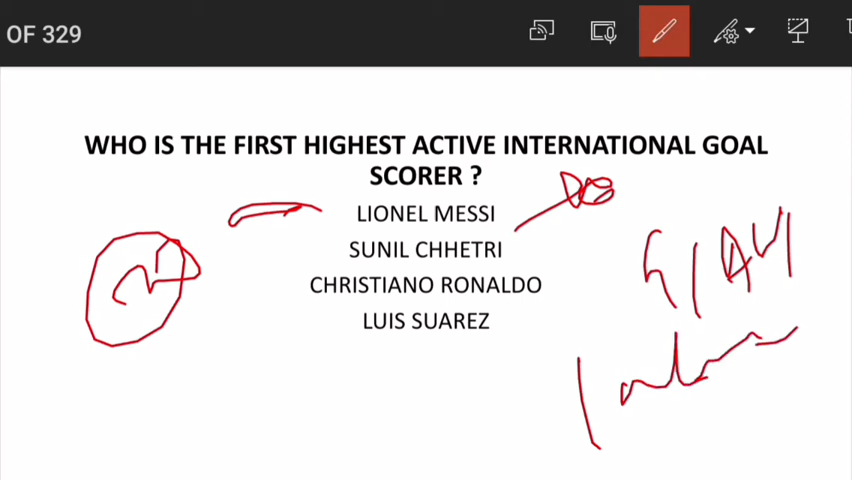 OF 329
WHO IS THE FIRST HIGHEST ACTIVE INTERNATIONAL GOAL
SCORER ?
LIONEL MESSI
SUNIL CHHETRI
CHRISTIANO RONALDO
LUIS SUAREZ